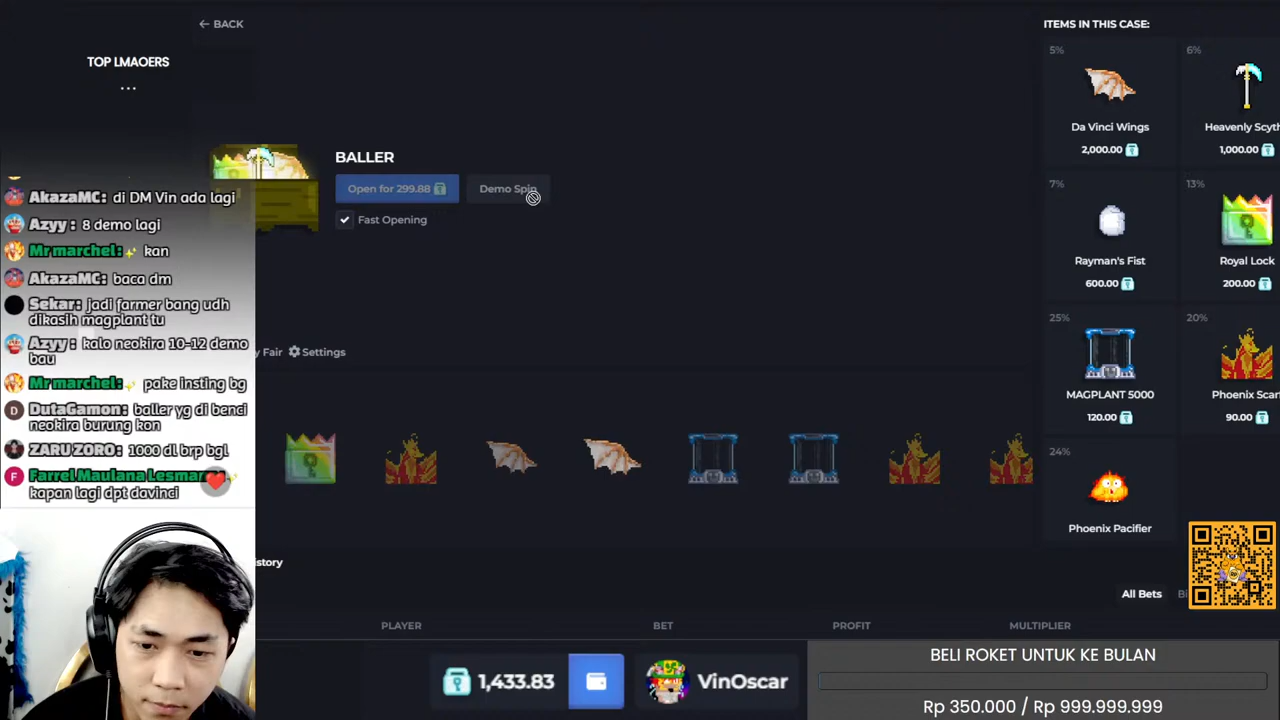 BACK
TOP LMAOERS
...
BALLER
Open for 299.88
Demo Spin
Fast Opening
AkazaMC: di DM Vin ada lagi
Azyy : 8 demo lagi
Mr marchel: kan
AkazaMC: baca dm
Sekar: jadi farmer bang udh
dikasih magplant tu
Azyy : kalo neokira 10-12 demo
bau
Mr marchel: pake insting bg
DutaGamon: baller yg di benci
neokira burung kon
ZARU ZORO: 1000 dl brp bgl
Farrel Maulana Lesmar
kapan lagi dpt davinci
y Fair
Settings
story
PLAYER
BET
PROFIT
MULTIPLIER
All Bets
Bi
ITEMS IN THIS CASE:
5%
Da Vinci Wings
2,000.00
6%
Heavenly Scyth
1,000.00
7%
Rayman's Fist
600.00
13%
Royal Lock
200.00
25%
MAGPLANT 5000
120.00
20%
Phoenix Scar
90.00
24%
Phoenix Pacifier
1,433.83
VinOscar
BELI ROKET UNTUK KE BULAN
Rp 350.000 / Rp 999.999.999